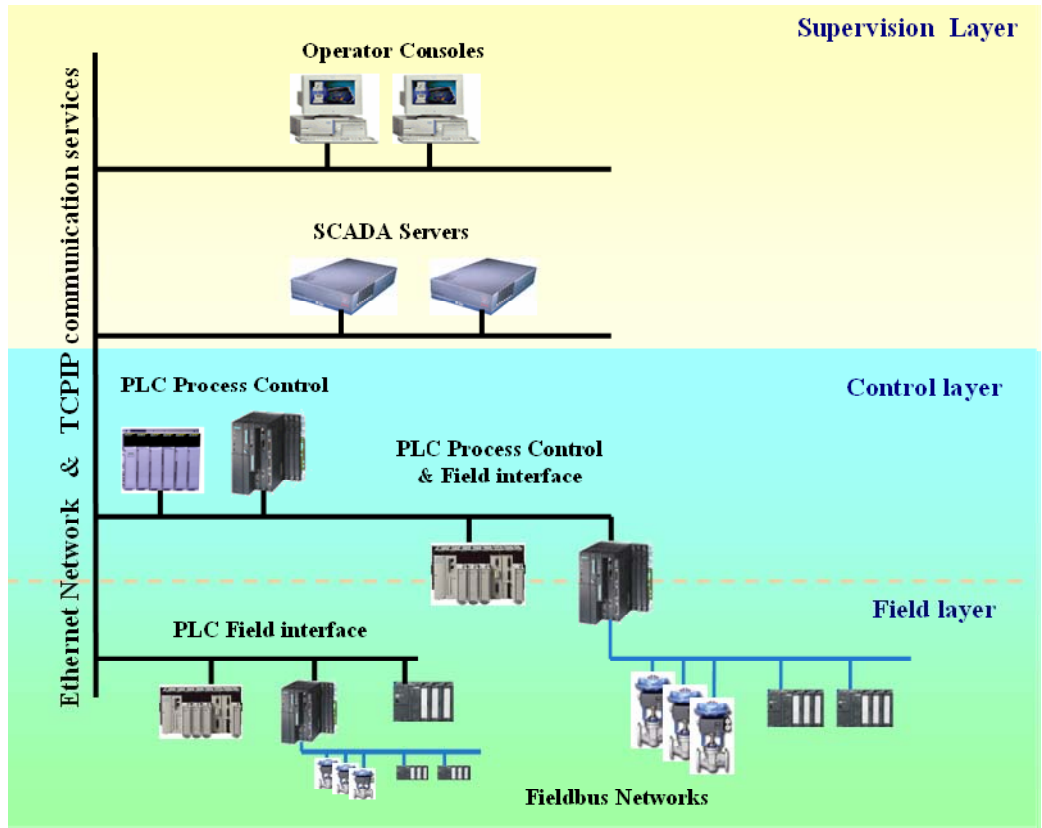 Supervision Layer
Operator Consoles
SCADA Servers
Ethernet Network & TCPIP communication services
PLC Process Control
Control layer
PLC Process Control
& Field interface
Field layer
PLC Field interface
Fieldbus Networks